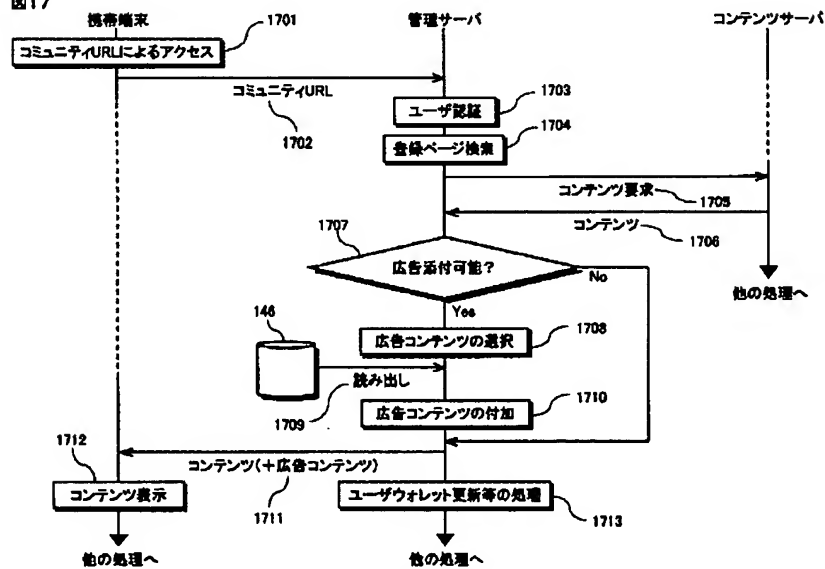 図17
携帯端末
管理サーバ
コンテンツサーバ
1701
コミュニティURLによるアクセス
コミュニティURL
1702
1703
ユーザ認証
1704
登録ページ検索
コンテンツ要求
1705
コンテンツ
1706
1707
広告添付可能?
No
Yes
他の処理へ
146
1708
広告コンテンツの選択
読み出し
1709
1710
広告コンテンツの付加
1712
コンテンツ(+広告コンテンツ)
1711
コンテンツ表示
ユーザウォレット更新等の処理
1713
他の処理へ
他の処理へ